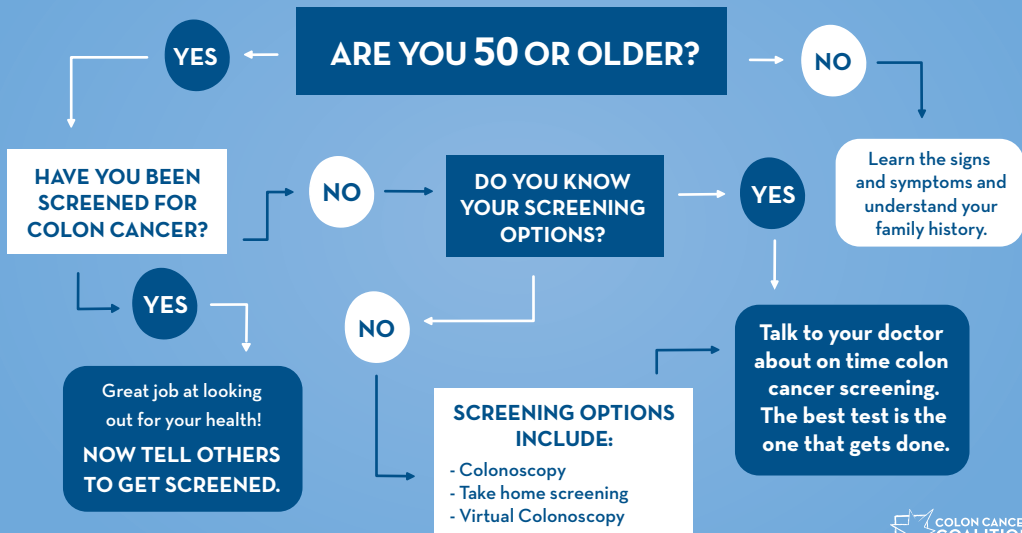 ARE YOU 50 OR OLDER?
YES
NO
HAVE YOU BEEN
SCREENED FOR
COLON CANCER?
NO
DO YOU KNOW
YOUR SCREENING
OPTIONS?
YES
Learn the signs
and symptoms and
understand your
family history.
YES
Great job at looking
out for your health!
NOW TELL OTHERS
TO GET SCREENED.
NO
SCREENING OPTIONS
INCLUDE:
- Colonoscopy
- Take home screening
- Virtual Colonoscopy
Talk to your doctor
about on time colon
cancer screening.
The best test is the
one that gets done.
COLON CANCE
COALITIO